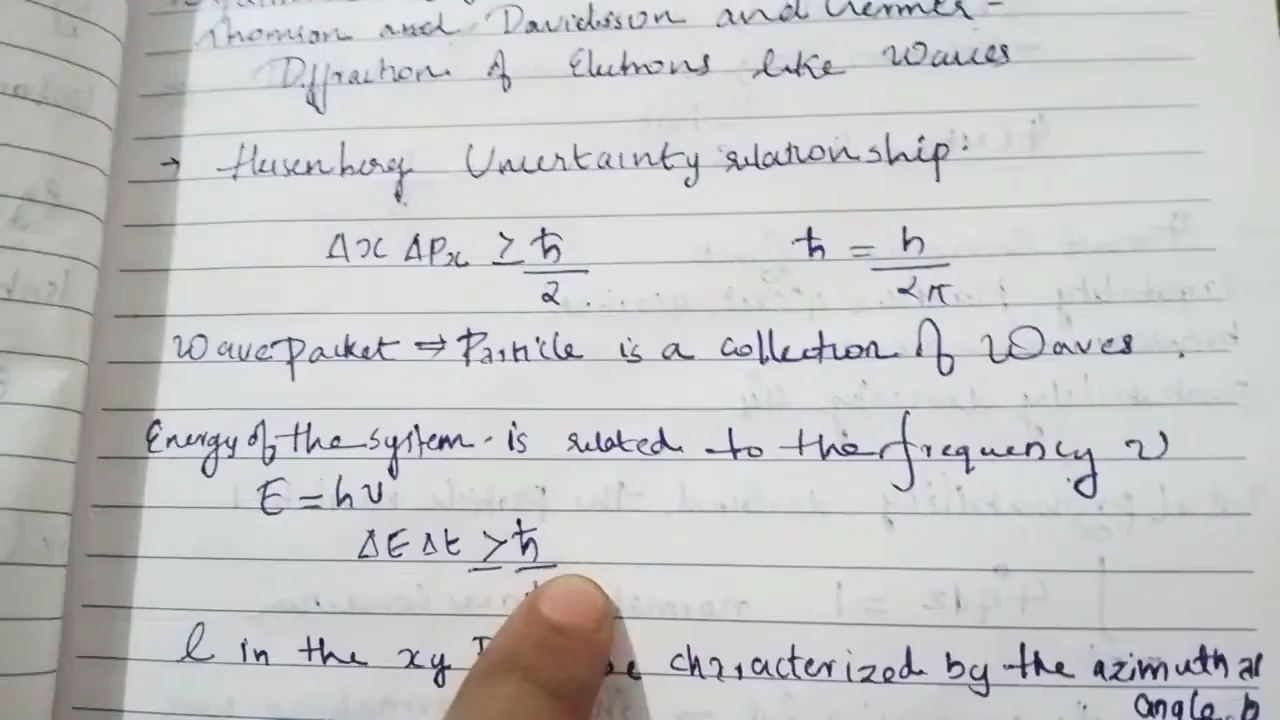 Thomson and Davidsson and Germer -
Diffraction of Electrons like Waves
→ Heisenberg Uncertainty relationship:
Δx ΔPx ≥ ħ/2 ħ = h/2π
Wavepacket ⇒ Particle is a collection of Waves.
Energy of the system is related to the frequency ν
E = hν
ΔE Δt ≥ ħ
l in the xy characterized by the azimuthal
angle